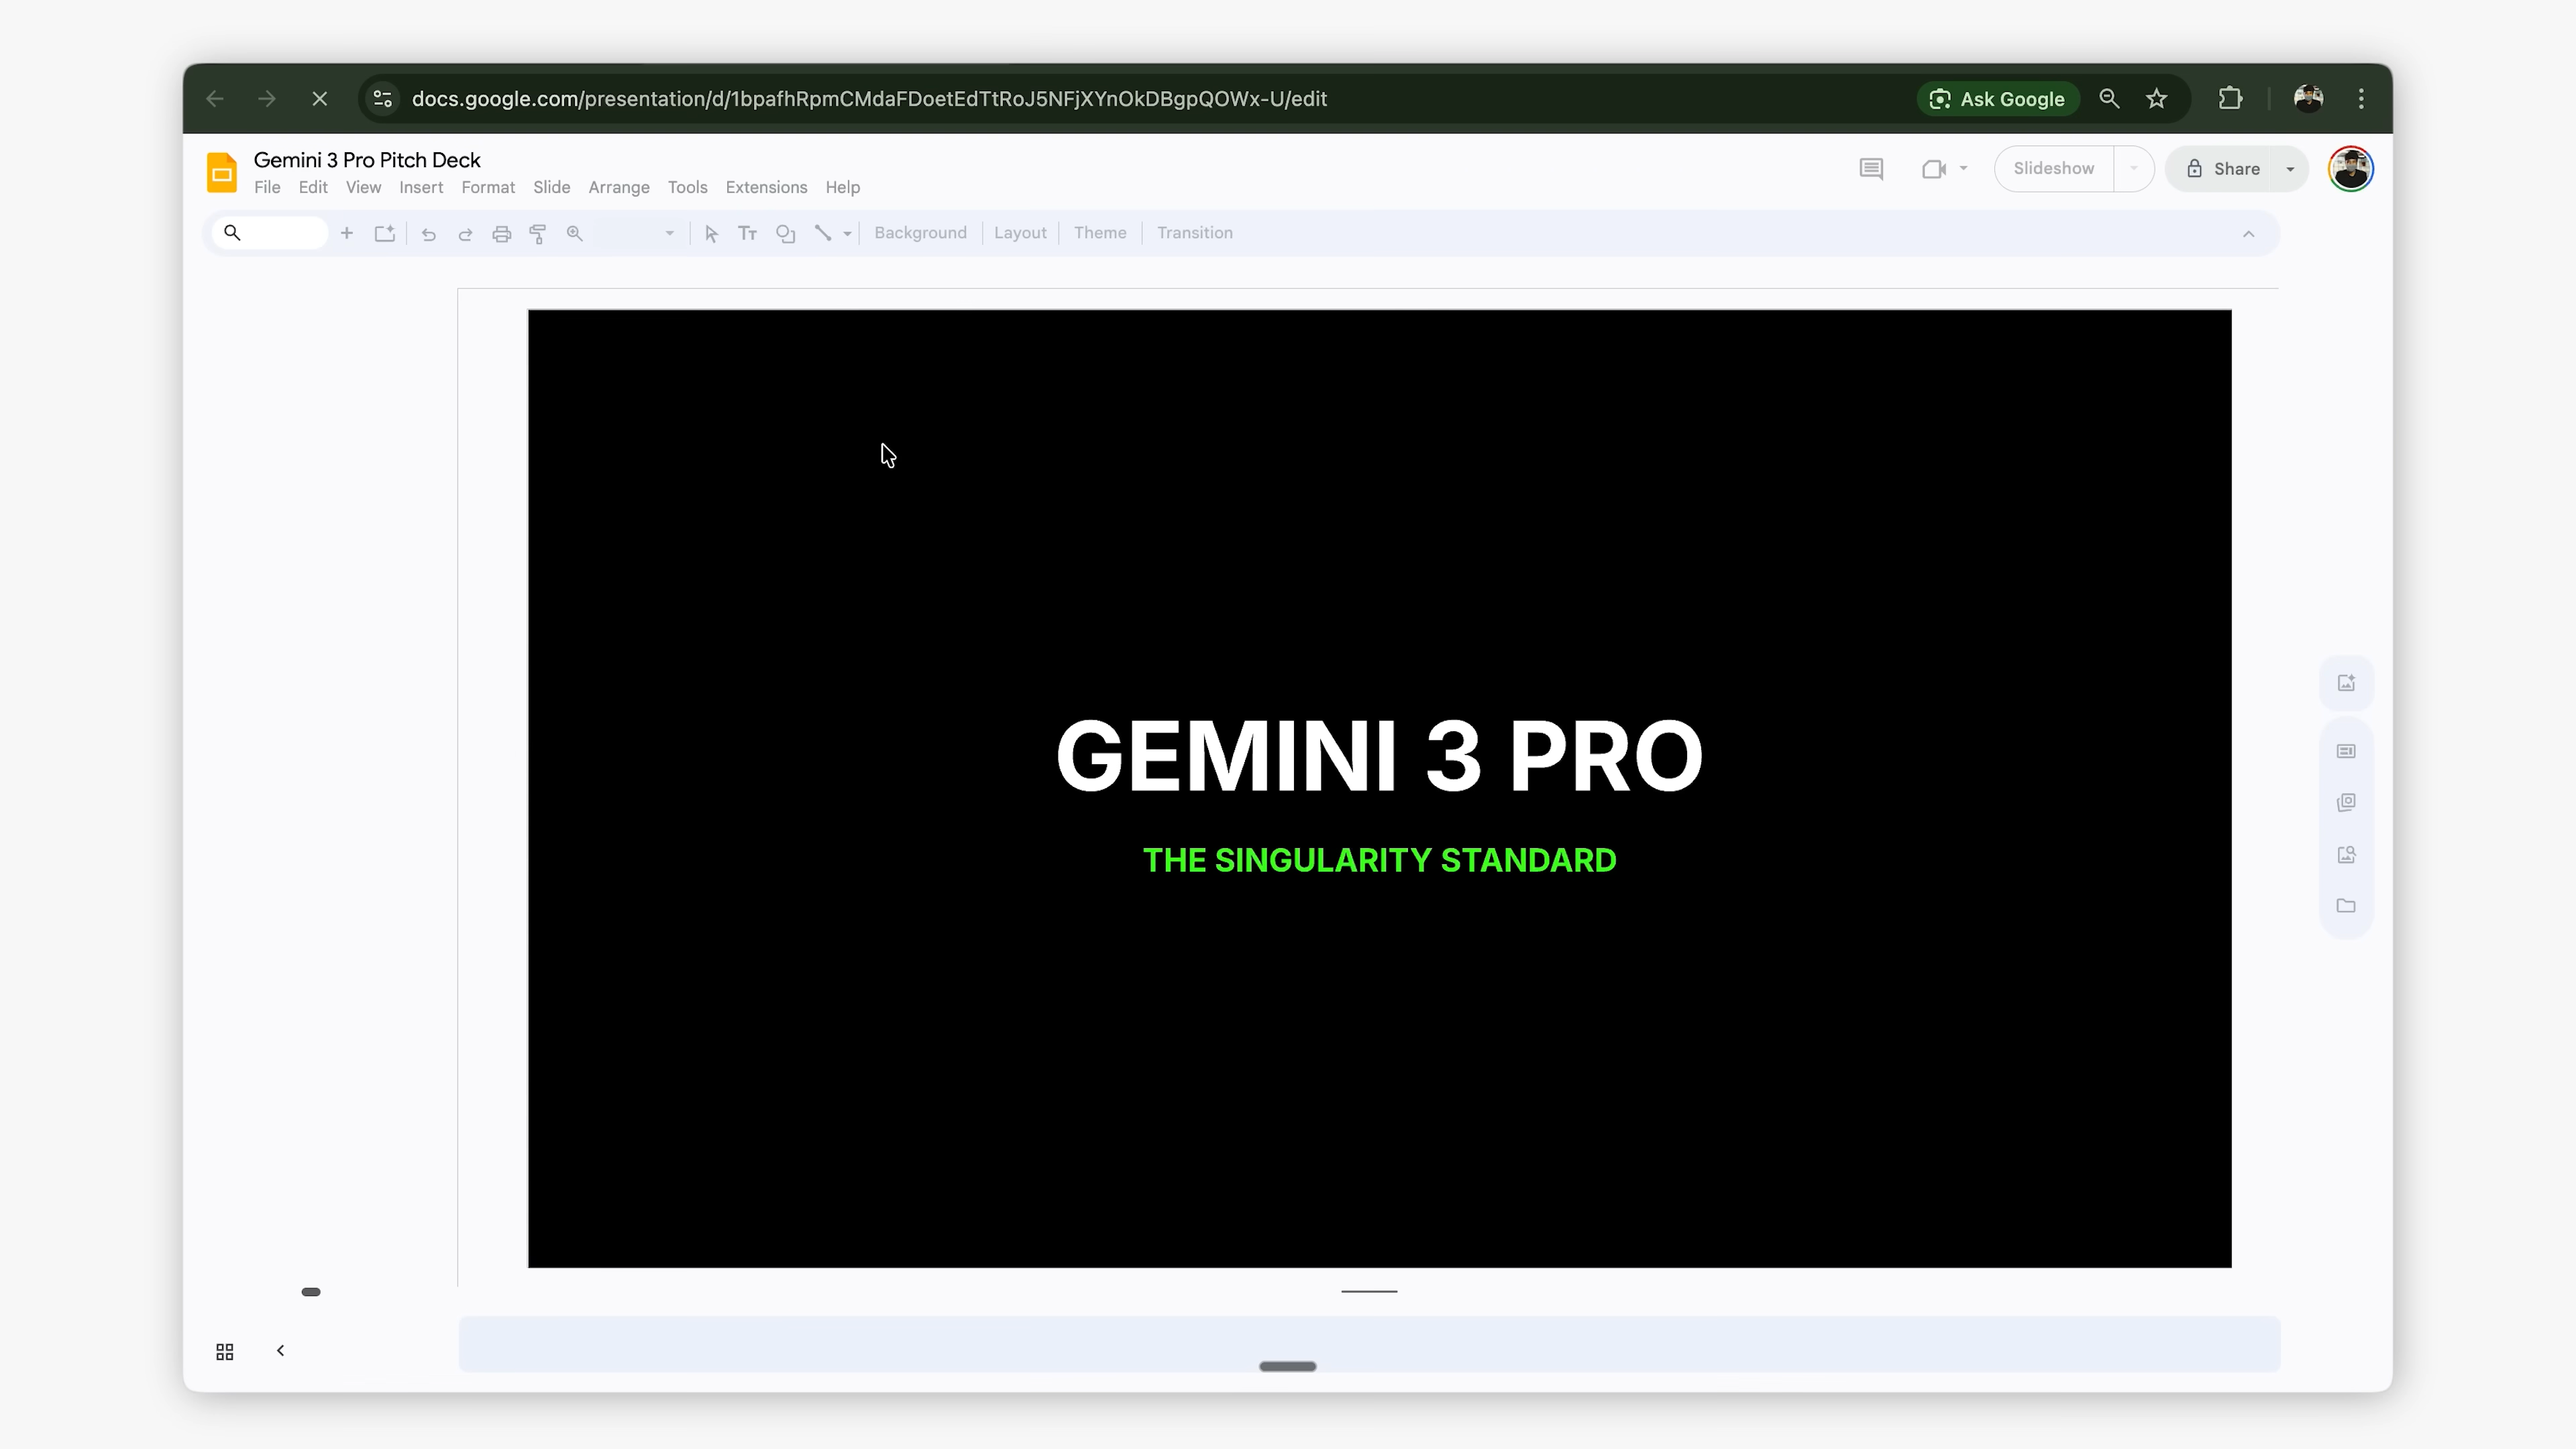 docs.google.com/presentation/d/1bpafhRpmCMdaFDoetEdTtRoJ5NFjXYnOkDBgpQOWx-U/edit
Ask Google
Gemini 3 Pro Pitch Deck
File Edit View Insert Format Slide Arrange Tools Extensions Help
Slideshow
Share
Background Layout Theme Transition
GEMINI 3 PRO
THE SINGULARITY STANDARD